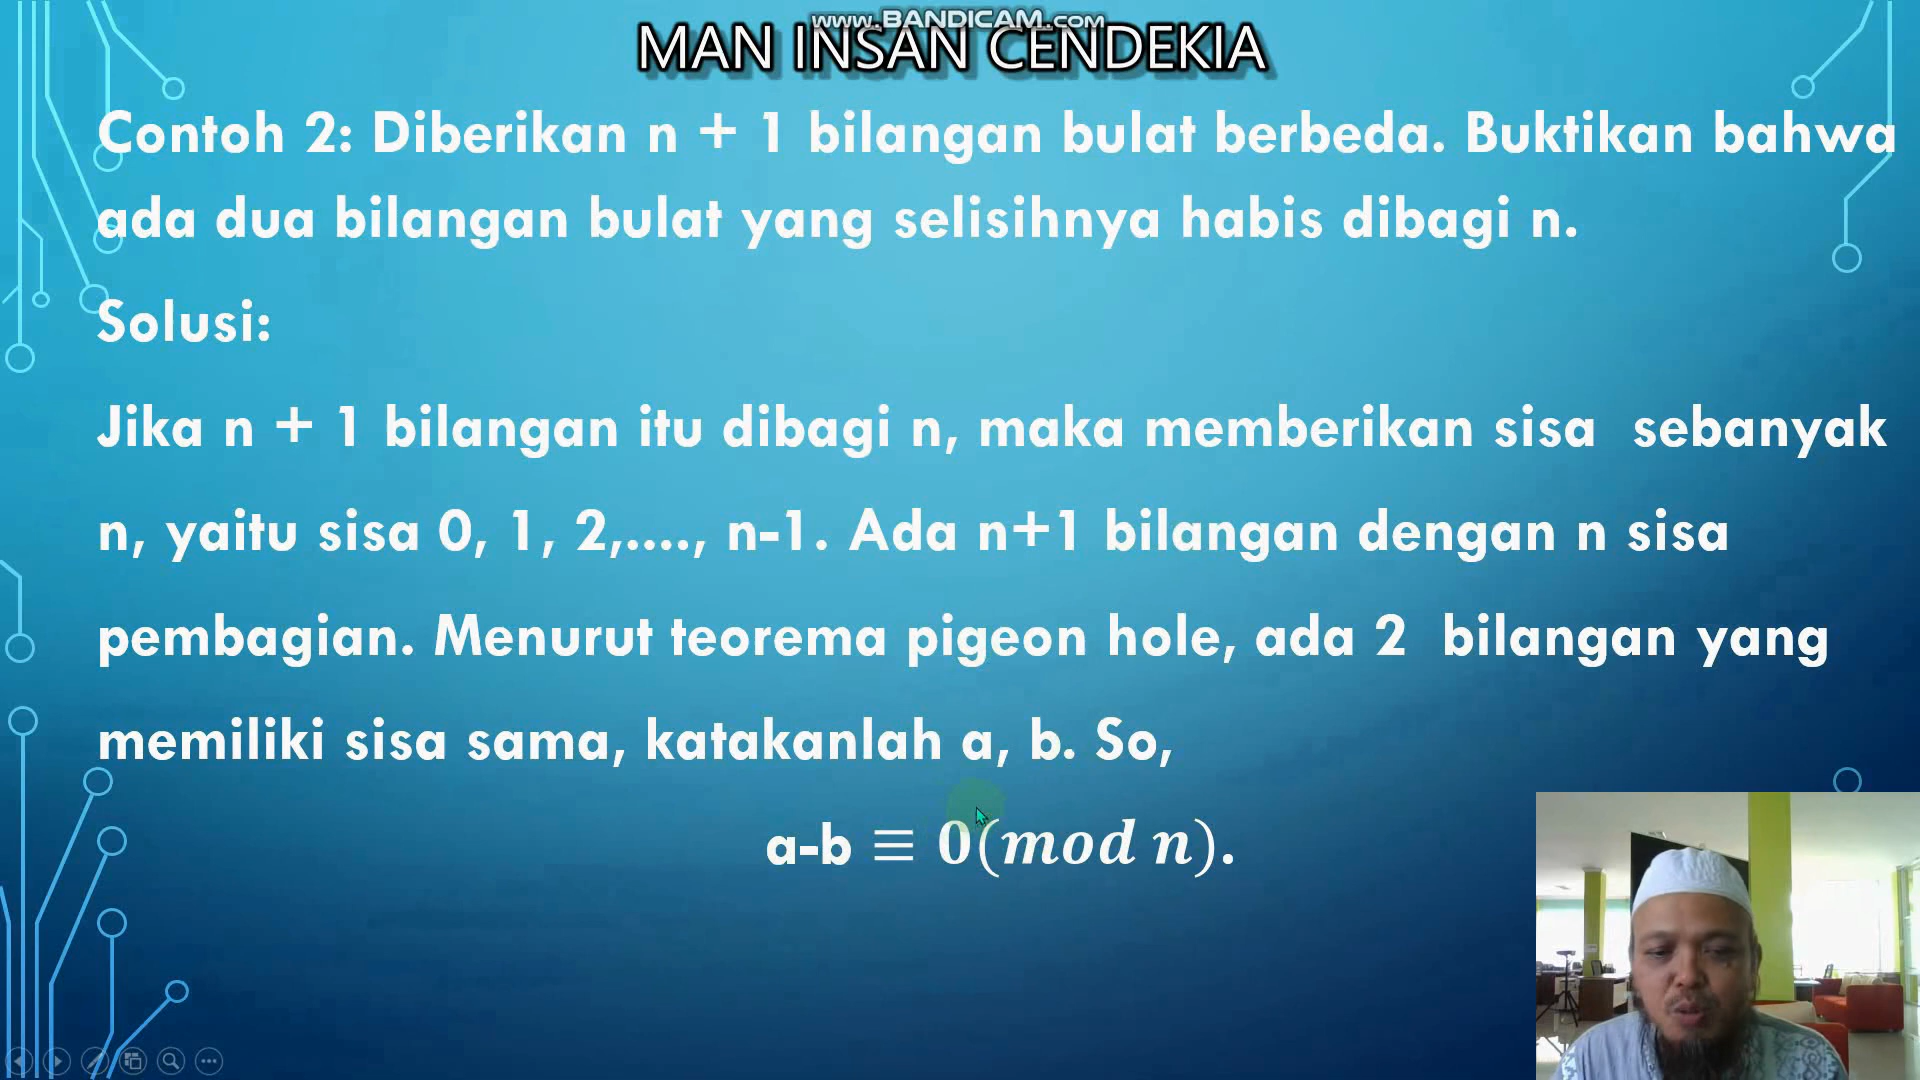 www.BANDICAM.com
MAN INSAN CENDEKIA
Contoh 2: Diberikan n + 1 bilangan bulat berbeda. Buktikan bahwa
ada dua bilangan bulat yang selisihnya habis dibagi n.
Solusi:
Jika n + 1 bilangan itu dibagi n, maka memberikan sisa  sebanyak
n, yaitu sisa 0, 1, 2,...., n-1. Ada n+1 bilangan dengan n sisa
pembagian. Menurut teorema pigeon hole, ada 2  bilangan yang
memiliki sisa sama, katakanlah a, b. So,
a-b ≡ 0(mod n).